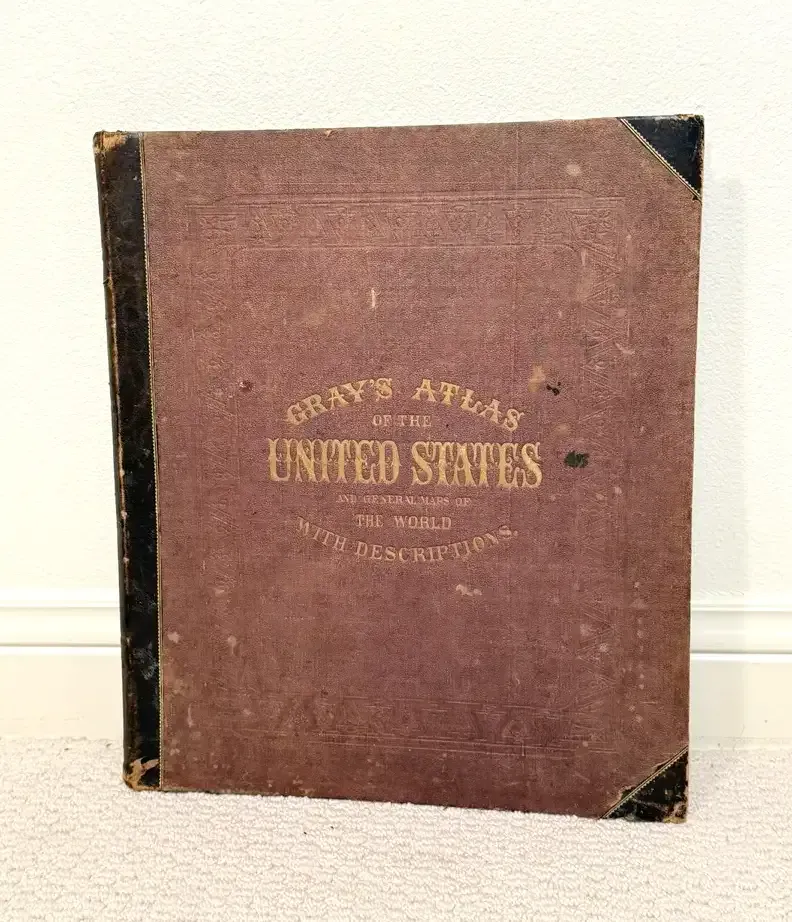 GRAY'S ATLAS
OF THE
UNITED STATES
AND GENERAL MAPS OF
THE WORLD
WITH DESCRIPTIONS.